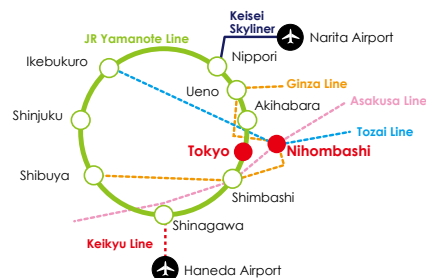 Keisei
Skyliner
JR Yamanote Line
Narita Airport
Ikebukuro
Nippori
Ueno
Ginza Line
Akihabara
Asakusa Line
Shinjuku
Tozai Line
Tokyo
Nihombashi
Shibuya
Shimbashi
Shinagawa
Keikyu Line
Haneda Airport